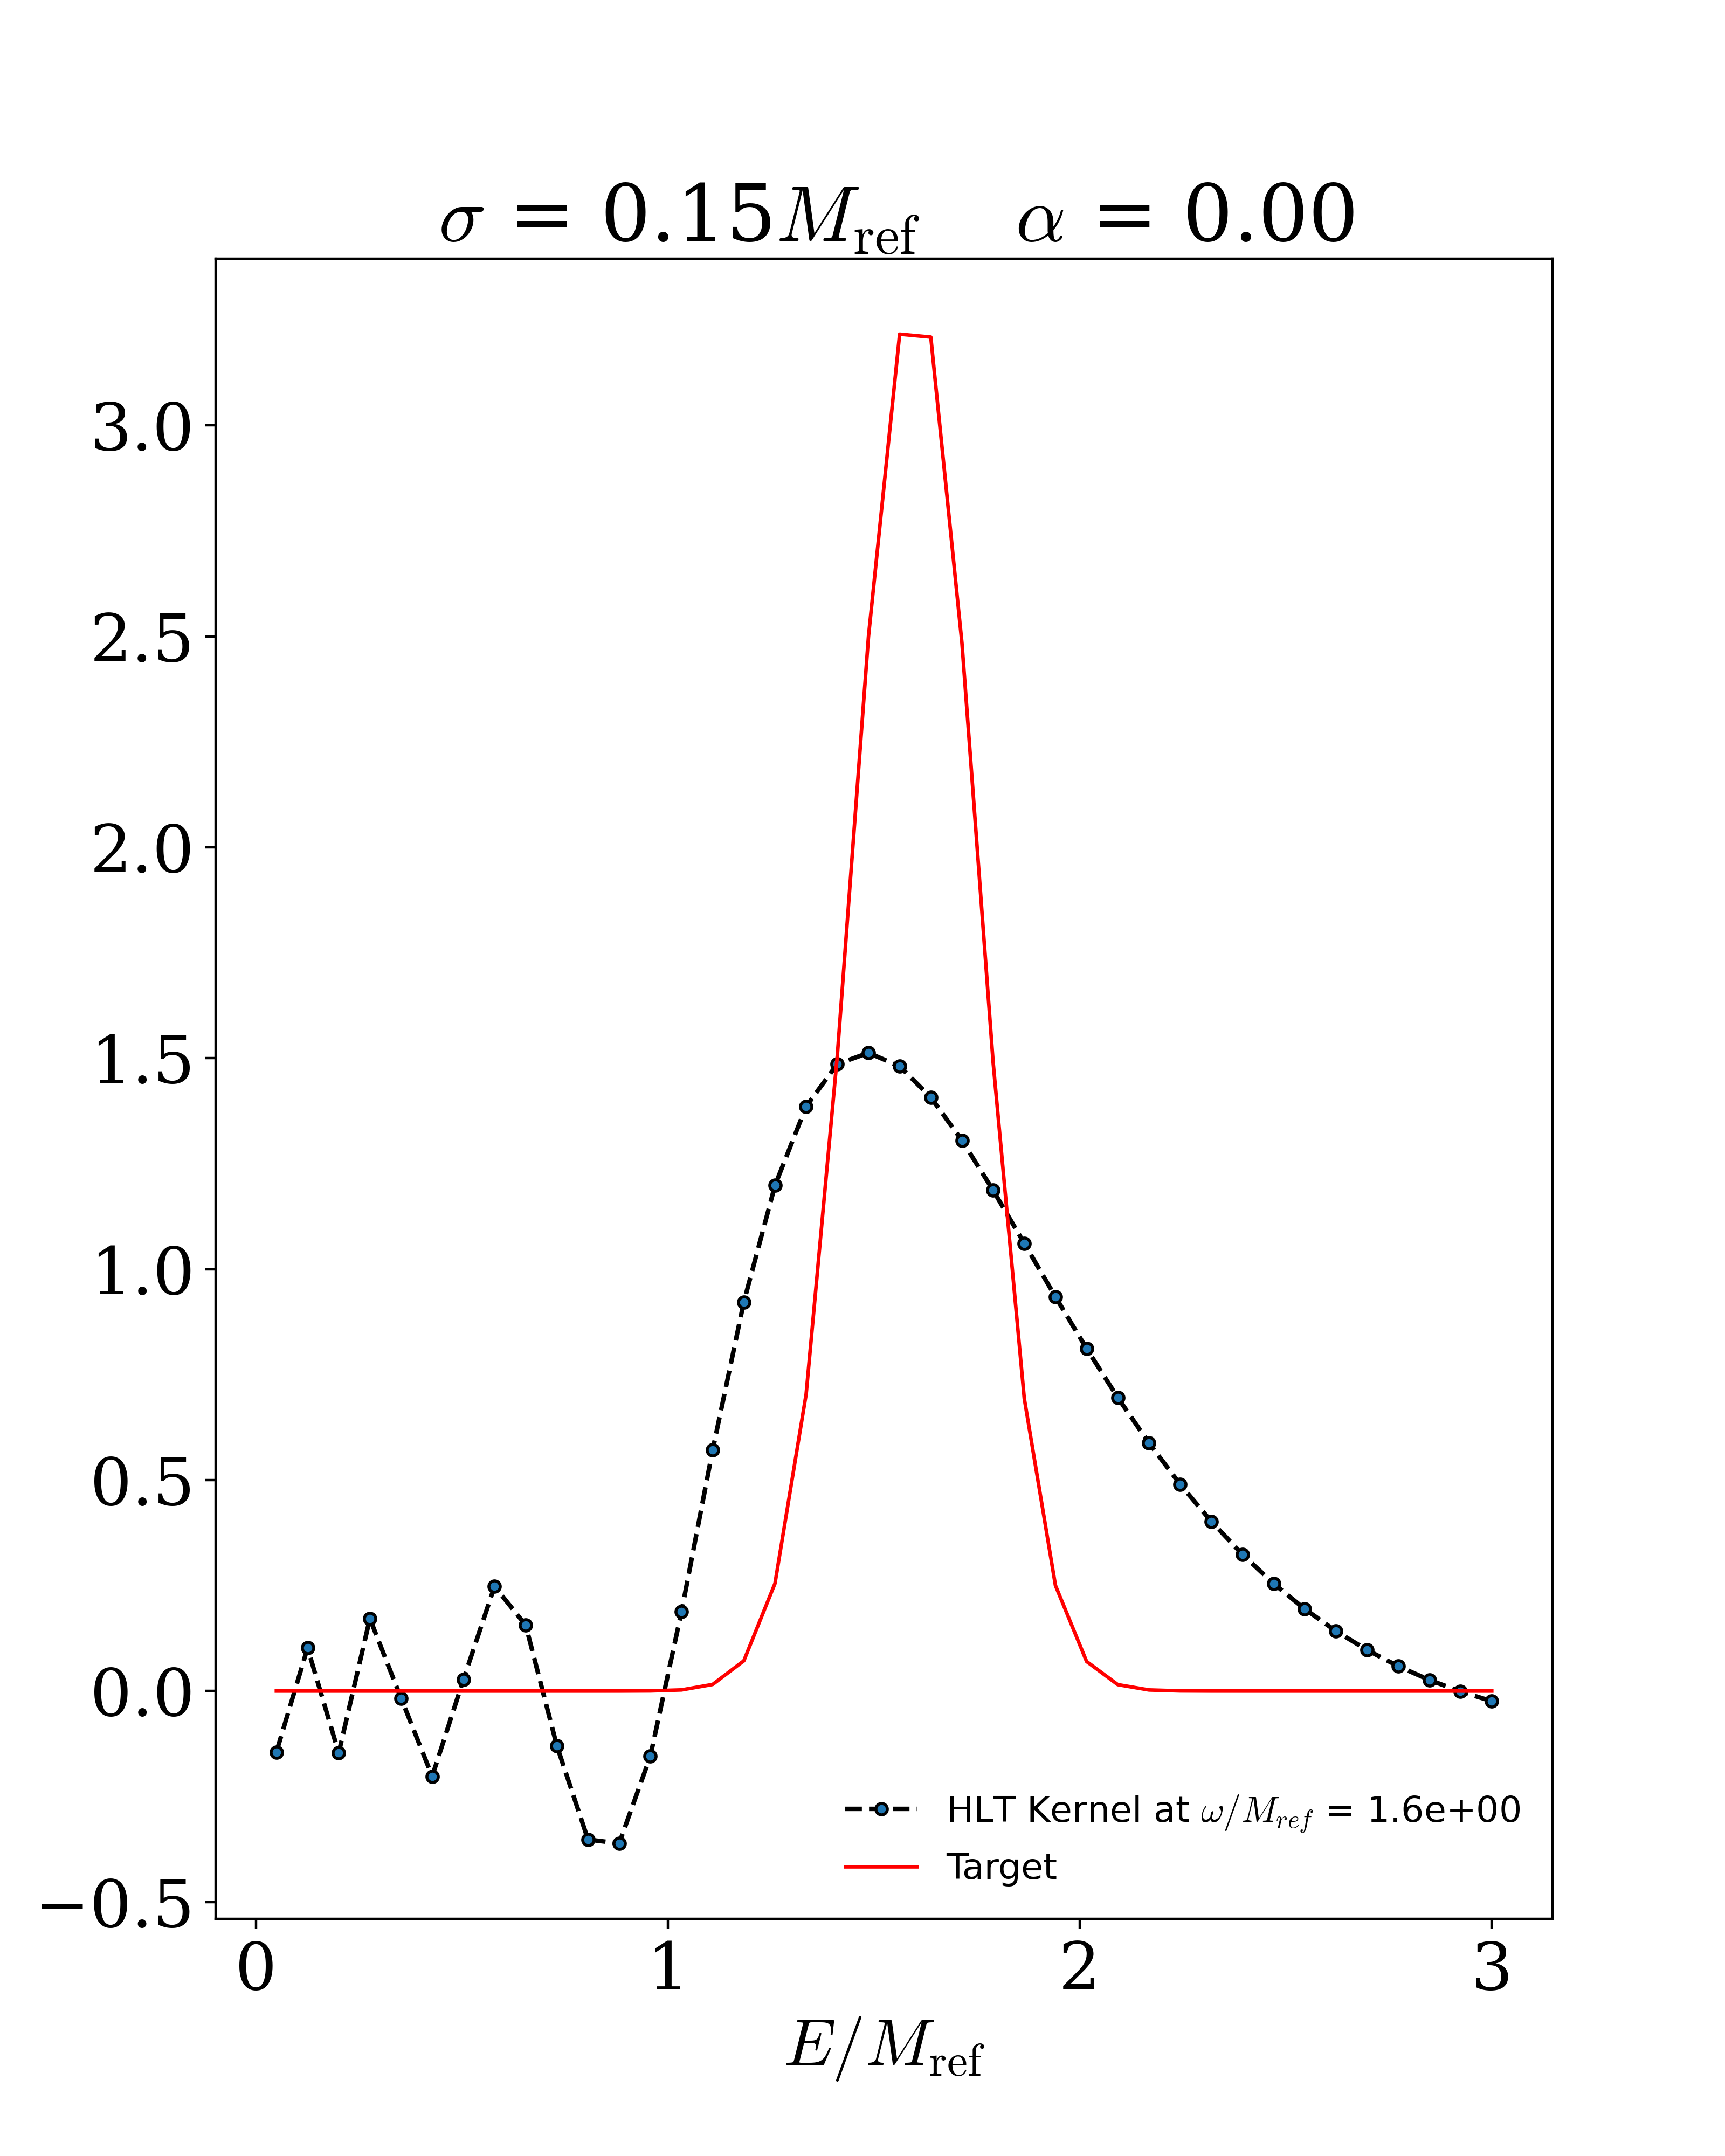 σ = 0.15M_ref α = 0.00
3.0
2.5
2.0
1.5
1.0
0.5
0.0
−0.5
HLT Kernel at ω/M_ref = 1.6e+00
Target
0 1 2 3
E/M_ref